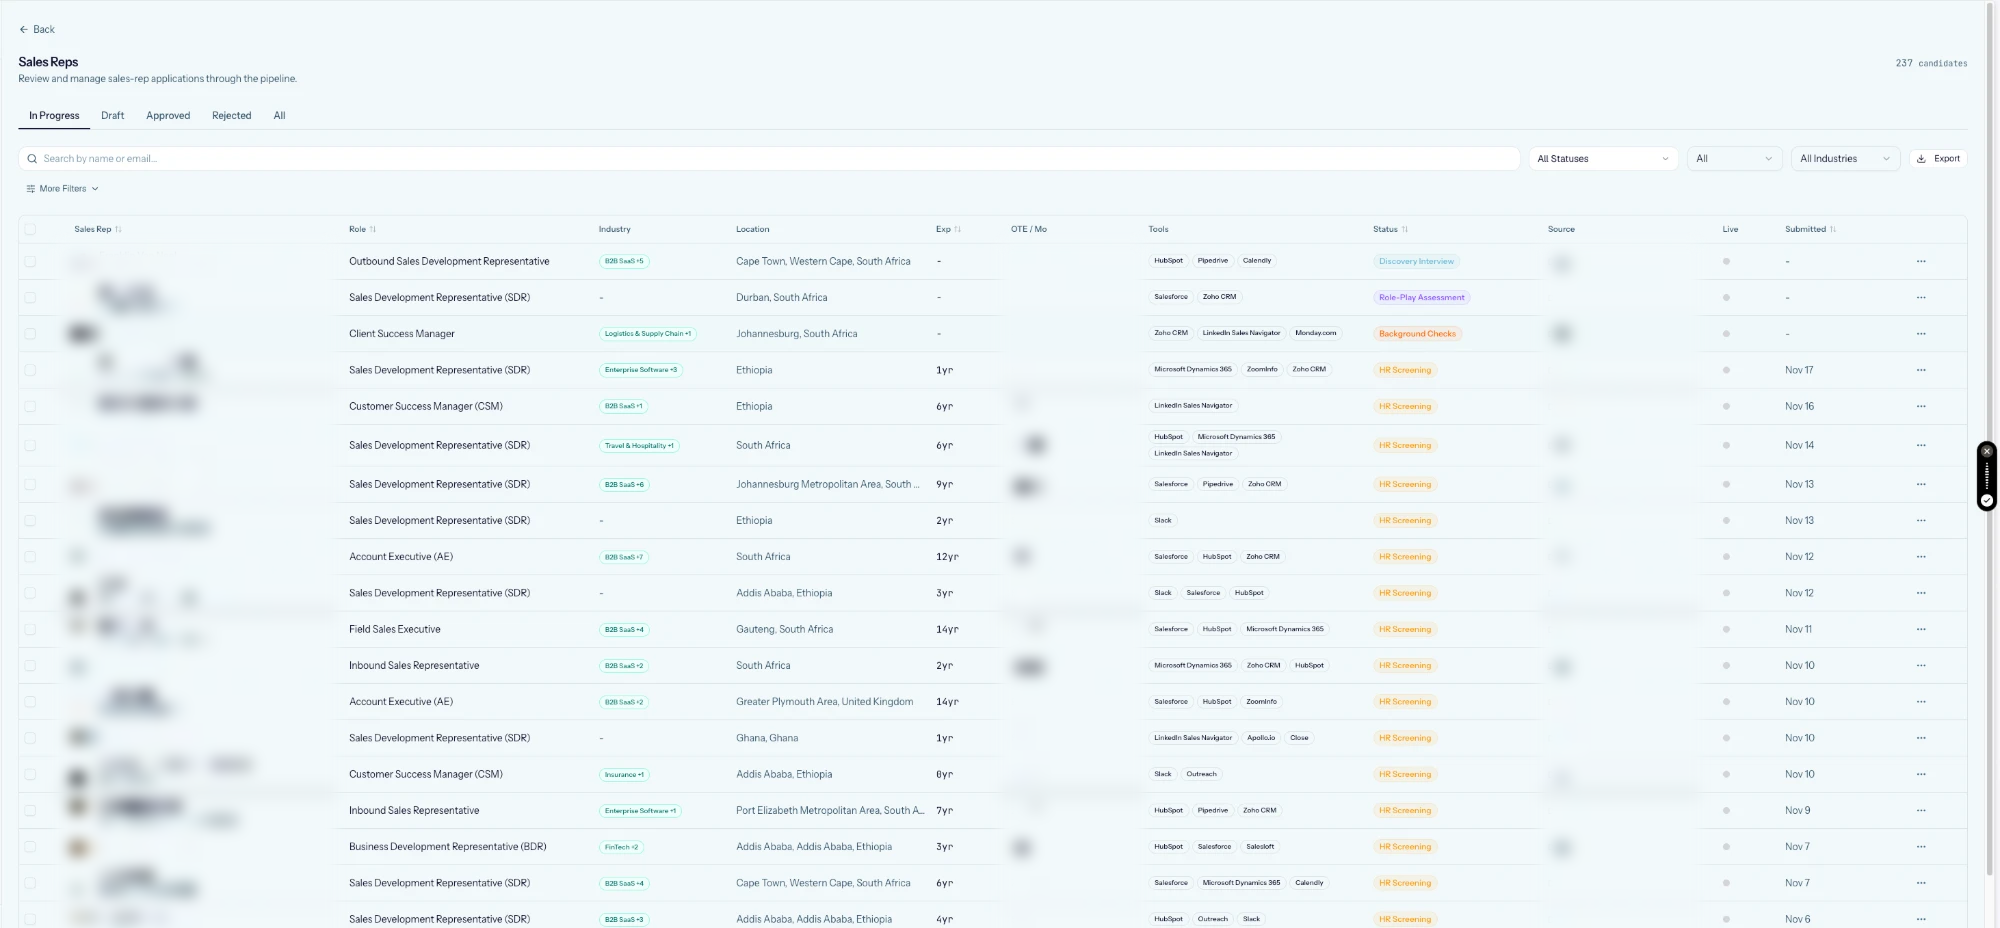 Back
Sales Reps
Review and manage sales-rep applications through the pipeline.
237 candidates
In Progress Draft Approved Rejected All
Search by name or email... All Statuses All All Industries Export
More Filters
Sales Rep Role Industry Location Exp OTE / Mo Tools Status Source Live Submitted
Outbound Sales Development Representative B2B SaaS +5 Cape Town, Western Cape, South Africa - HubSpot Pipedrive Calendly Discovery Interview - ...
Sales Development Representative (SDR) - Durban, South Africa - Salesforce Zoho CRM Role-Play Assessment - ...
Client Success Manager Logistics & Supply Chain +1 Johannesburg, South Africa - Zoho CRM LinkedIn Sales Navigator Monday.com Background Checks - ...
Sales Development Representative (SDR) Enterprise Software +3 Ethiopia 1yr Microsoft Dynamics 365 ZoomInfo Zoho CRM HR Screening Nov 17 ...
Customer Success Manager (CSM) B2B SaaS +1 Ethiopia 6yr LinkedIn Sales Navigator HR Screening Nov 16 ...
Sales Development Representative (SDR) Travel & Hospitality +1 South Africa 6yr HubSpot Microsoft Dynamics 365 HR Screening Nov 14 ...
LinkedIn Sales Navigator
Sales Development Representative (SDR) B2B SaaS +6 Johannesburg Metropolitan Area, South ... 9yr Salesforce Pipedrive Zoho CRM HR Screening Nov 13 ...
Sales Development Representative (SDR) - Ethiopia 2yr Slack HR Screening Nov 13 ...
Account Executive (AE) B2B SaaS +7 South Africa 12yr Salesforce HubSpot Zoho CRM HR Screening Nov 12 ...
Sales Development Representative (SDR) - Addis Ababa, Ethiopia 3yr Slack Salesforce HubSpot HR Screening Nov 12 ...
Field Sales Executive B2B SaaS +4 Gauteng, South Africa 14yr Salesforce HubSpot Microsoft Dynamics 365 HR Screening Nov 11 ...
Inbound Sales Representative B2B SaaS +2 South Africa 2yr Microsoft Dynamics 365 Zoho CRM HubSpot HR Screening Nov 10 ...
Account Executive (AE) B2B SaaS +2 Greater Plymouth Area, United Kingdom 14yr Salesforce HubSpot ZoomInfo HR Screening Nov 10 ...
Sales Development Representative (SDR) - Ghana, Ghana 1yr LinkedIn Sales Navigator Apollo.io Close HR Screening Nov 10 ...
Customer Success Manager (CSM) Insurance +1 Addis Ababa, Ethiopia 0yr Slack Outreach HR Screening Nov 10 ...
Inbound Sales Representative Enterprise Software +1 Port Elizabeth Metropolitan Area, South A... 7yr HubSpot Pipedrive Zoho CRM HR Screening Nov 9 ...
Business Development Representative (BDR) FinTech +2 Addis Ababa, Addis Ababa, Ethiopia 3yr HubSpot Salesforce Salesloft HR Screening Nov 7 ...
Sales Development Representative (SDR) B2B SaaS +4 Cape Town, Western Cape, South Africa 6yr Salesforce Microsoft Dynamics 365 Calendly HR Screening Nov 7 ...
Sales Development Representative (SDR) B2B SaaS +3 Addis Ababa, Addis Ababa, Ethiopia 4yr HubSpot Outreach Slack HR Screening Nov 6 ...